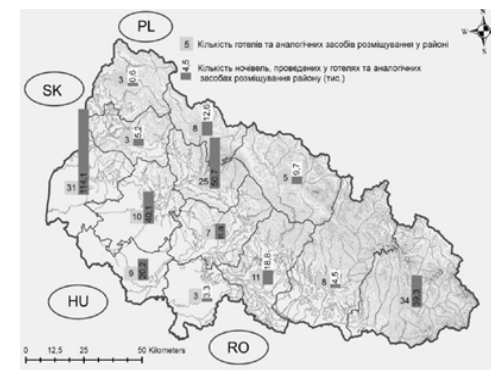 PL
N
W E
S
5 Кількість готелів та аналогічних засобів розміщування у районі
4,5 Кількість ночівель, проведених у готелях та аналогічних
засобах розміщування району (тис.)
SK
3 0,6
8 12,6
3 5,2
31 114,1
25 50,7
5 9,7
10 40,1
7
9 20,2
11 18,8
3,3
4,5
34 39,3
HU
RO
0 12,5 25 50 Kilometers